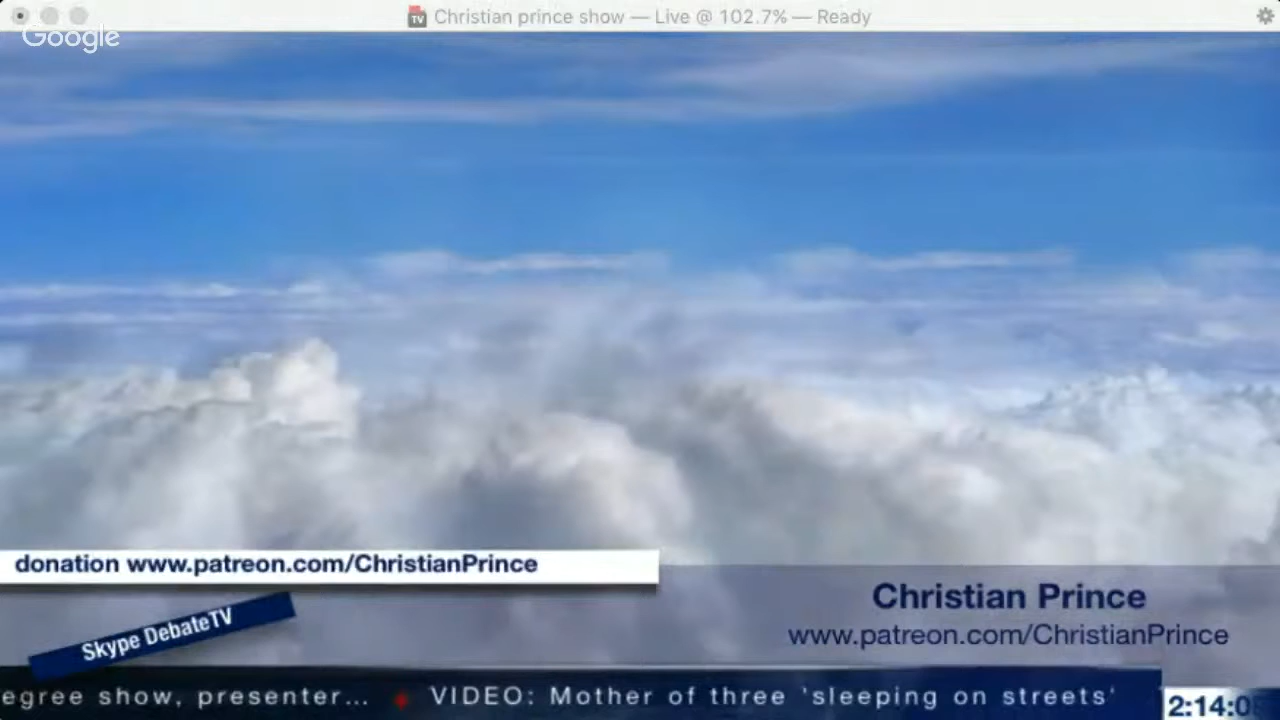 Christian prince show — Live @ 102.7% — Ready
Google
donation www.patreon.com/ChristianPrince
Christian Prince
www.patreon.com/ChristianPrince
Skype DebateTV
egree show, presenter... ♦ VIDEO: Mother of three 'sleeping on streets'
2:14:0